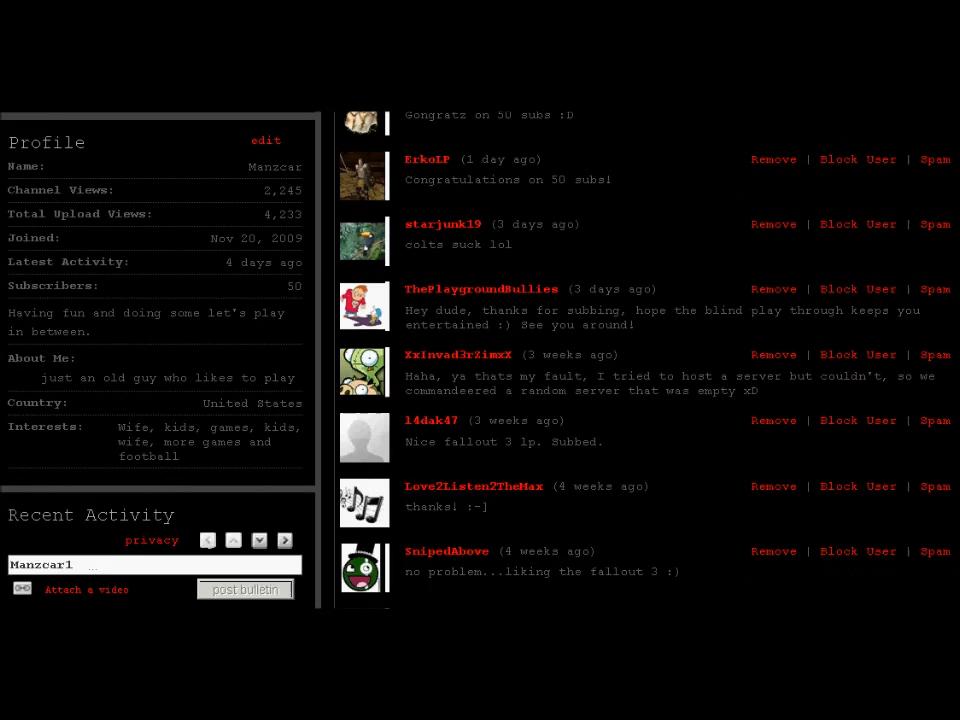 Profile
edit
Name: Manzcar
Channel Views: 2,245
Total Upload Views: 4,233
Joined: Nov 20, 2009
Latest Activity: 4 days ago
Subscribers: 50
Having fun and doing some let's play
in between.
About Me:
just an old guy who likes to play
Country: United States
Interests: Wife, kids, games, kids,
wife, more games and
football
Recent Activity
privacy
Manzcar1 ...
Attach a video
post bulletin
Gongratz on 50 subs :D
ErkoLP (1 day ago) Remove | Block User | Spam
Congratulations on 50 subs!
starjunk19 (3 days ago) Remove | Block User | Spam
colts suck lol
ThePlaygroundBullies (3 days ago) Remove | Block User | Spam
Hey dude, thanks for subbing, hope the blind play through keeps you
entertained :) See you around!
XxInvad3rZimxX (3 weeks ago) Remove | Block User | Spam
Haha, ya thats my fault, I tried to host a server but couldn't, so we
commandeered a random server that was empty xD
l4dak47 (3 weeks ago) Remove | Block User | Spam
Nice fallout 3 lp. Subbed.
Love2Listen2TheMax (4 weeks ago) Remove | Block User | Spam
thanks! :-]
SnipedAbove (4 weeks ago) Remove | Block User | Spam
no problem...liking the fallout 3 :)